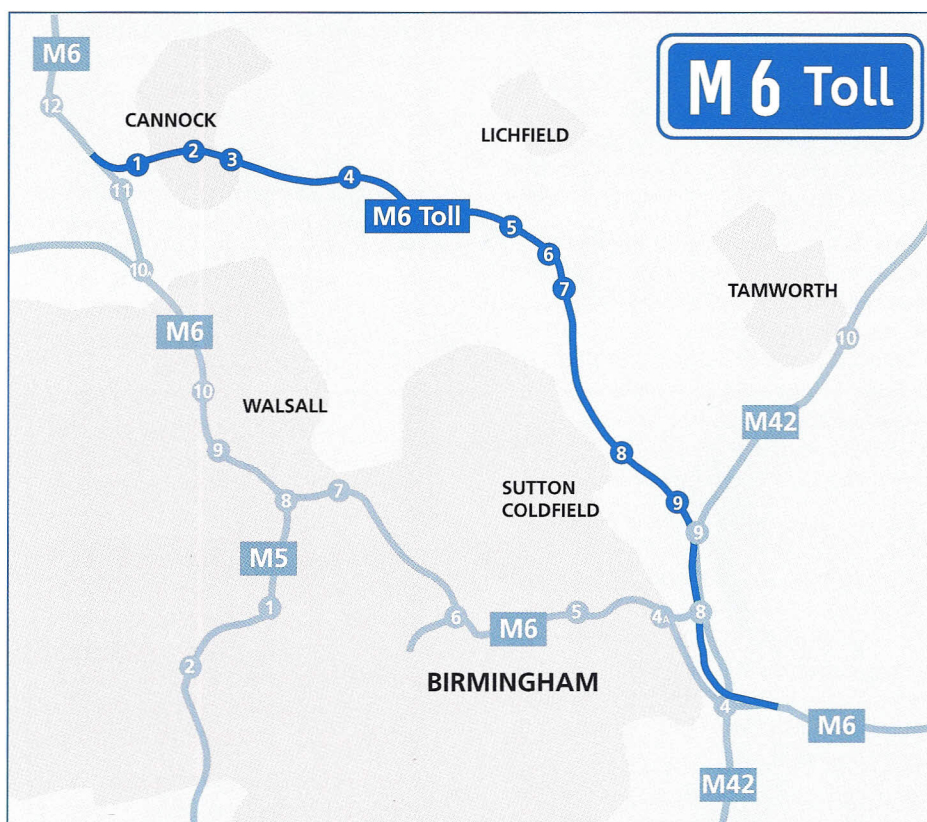 M6
M6 Toll
12
CANNOCK
LICHFIELD
1
2
3
4
11
M6 Toll
5
6
7
10A
TAMWORTH
10
M6
10
WALSALL
M42
9
8
SUTTON
COLDFIELD
8
7
9
9
M5
1
6
M6
5
4A
8
2
BIRMINGHAM
4
M6
M42